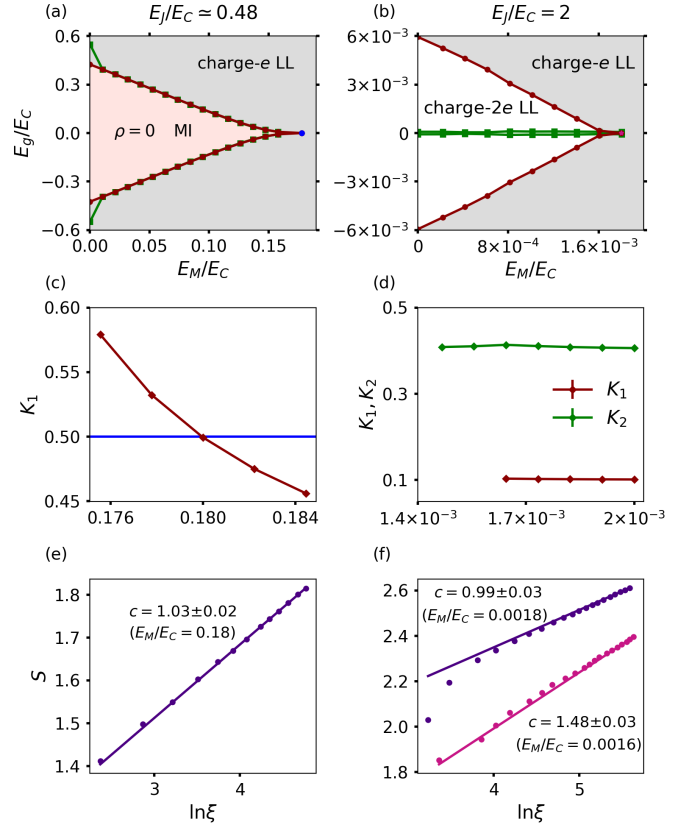 (a)
E_J/E_C ≃ 0.48
0.6
0.3
0.0
−0.3
−0.6
E_g/E_C
charge-e LL
ρ = 0 MI
0.00
0.05
0.10
0.15
E_M/E_C
(b)
E_J/E_C = 2
6×10⁻³
3×10⁻³
0
−3×10⁻³
−6×10⁻³
charge-e LL
charge-2e LL
0
8×10⁻⁴
1.6×10⁻³
E_M/E_C
(c)
0.60
0.55
0.50
0.45
K₁
0.176
0.180
0.184
(d)
0.5
0.3
0.1
K₁, K₂
K₁
K₂
1.4×10⁻³
1.7×10⁻³
2×10⁻³
(e)
1.8
1.7
1.6
1.5
1.4
S
c = 1.03±0.02
(E_M/E_C = 0.18)
3
4
lnξ
(f)
2.6
2.4
2.2
2.0
1.8
c = 0.99±0.03
(E_M/E_C = 0.0018)
c = 1.48±0.03
(E_M/E_C = 0.0016)
4
5
lnξ